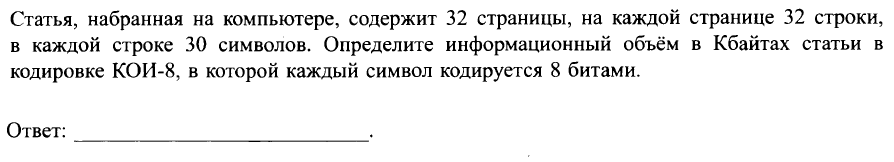 Статья, набранная на компьютере, содержит 32 страницы, на каждой странице 32 строки,
в каждой строке 30 символов. Определите информационный объём в Кбайтах статьи в
кодировке КОИ-8, в которой каждый символ кодируется 8 битами.
Ответ: ______________________________.